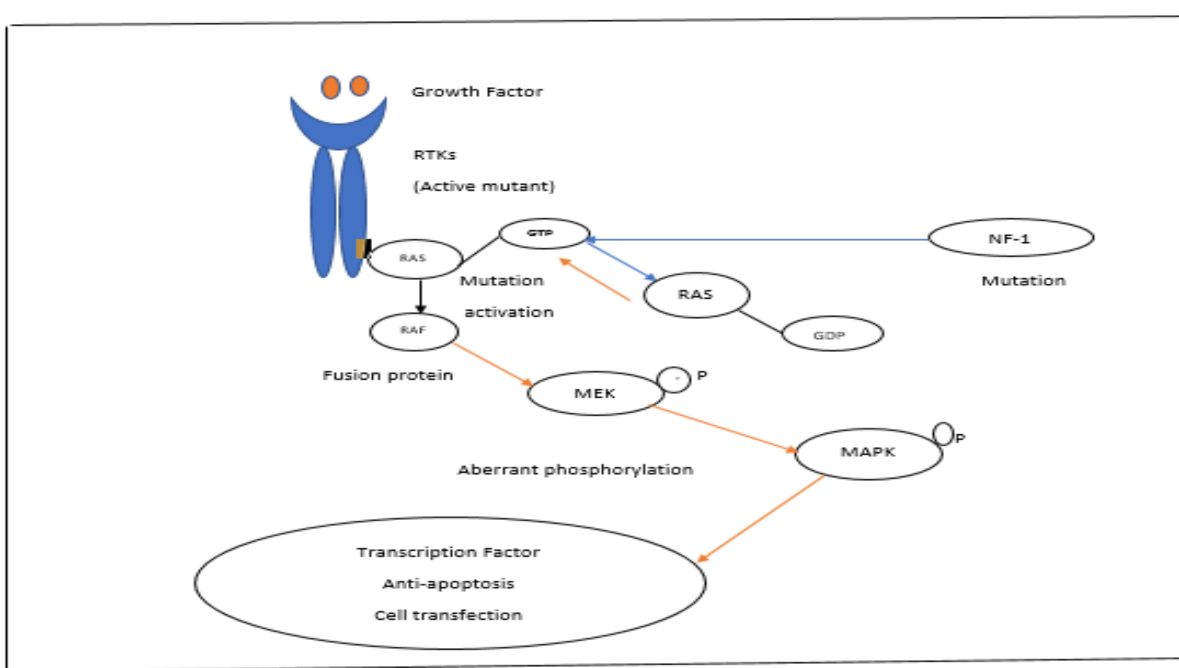 Growth Factor
RTKs
(Active mutant)
GTP
NF-1
RAS
Mutation
Mutation
RAS
activation
RAF
GDP
Fusion protein
P
MEK
P
MAPK
Aberrant phosphorylation
Transcription Factor
Anti-apoptosis
Cell transfection